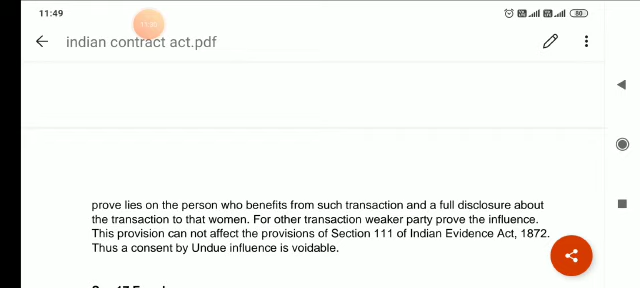 11:49
80
indian contract act.pdf
prove lies on the person who benefits from such transaction and a full disclosure about
the transaction to that women. For other transaction weaker party prove the influence.
This provision can not affect the provisions of Section 111 of Indian Evidence Act, 1872.
Thus a consent by Undue influence is voidable.